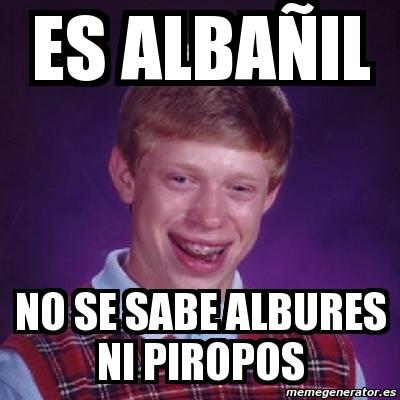 ES ALBAÑIL
NO SE SABE ALBURES
NI PIROPOS
memegenerator.es